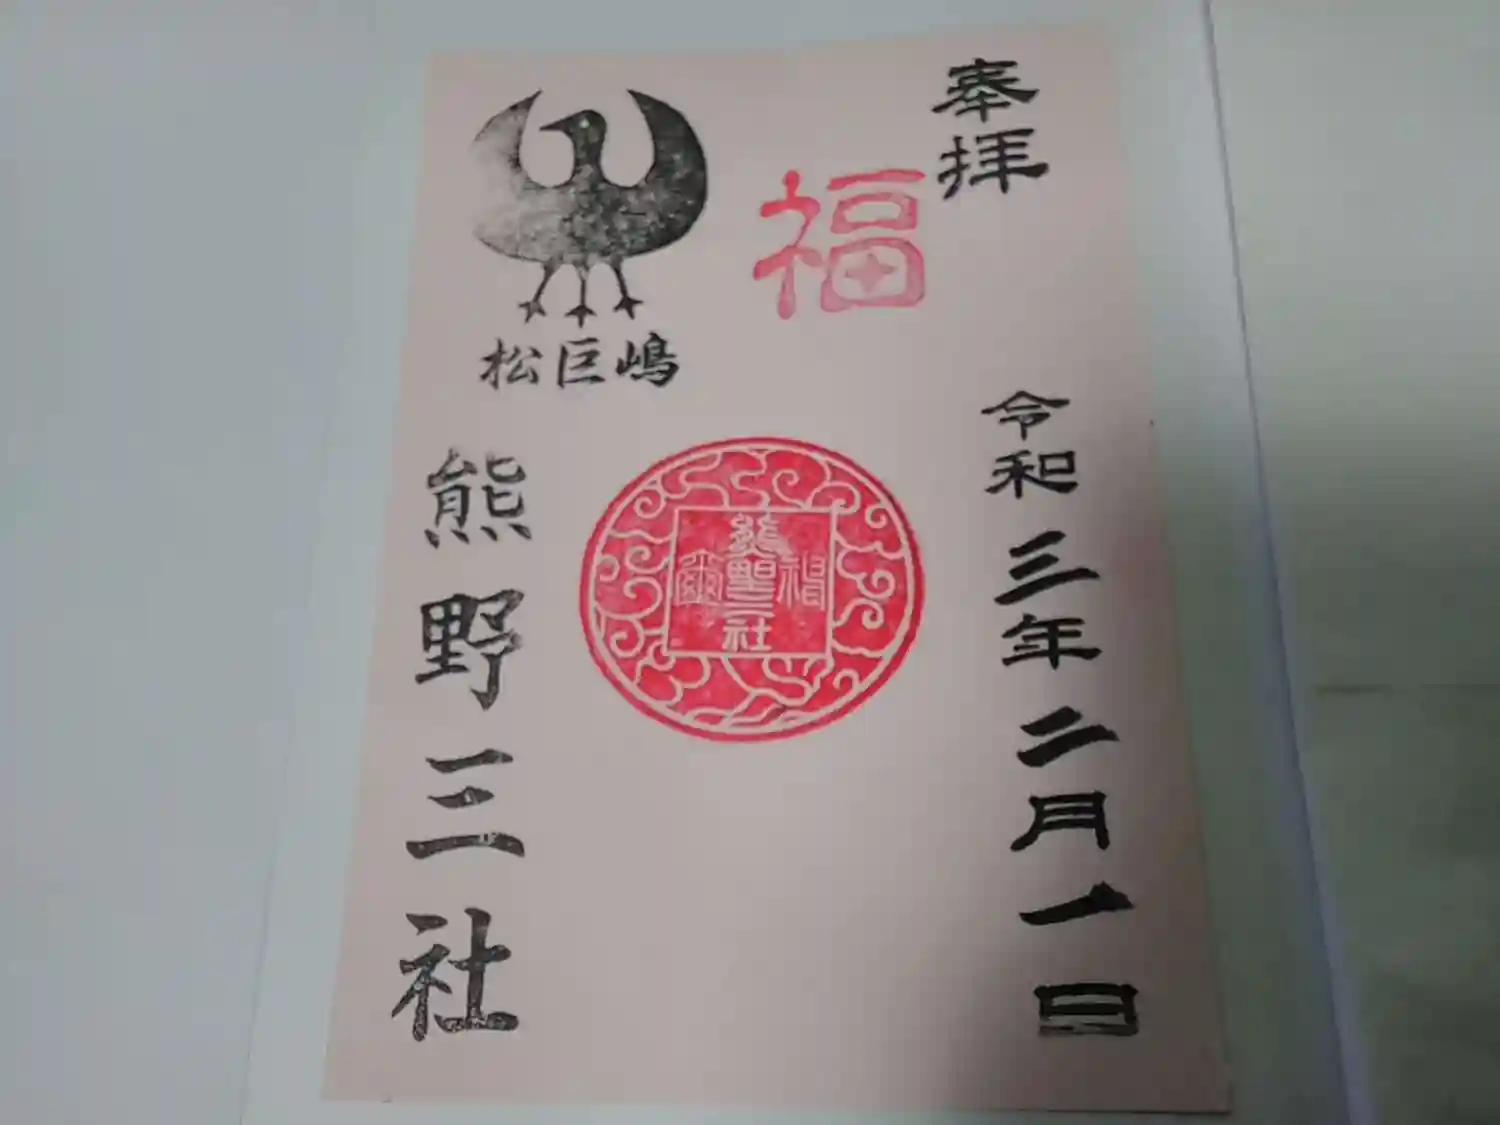 奉拝
福
令和三年二月一日
松巨嶋
熊野三社